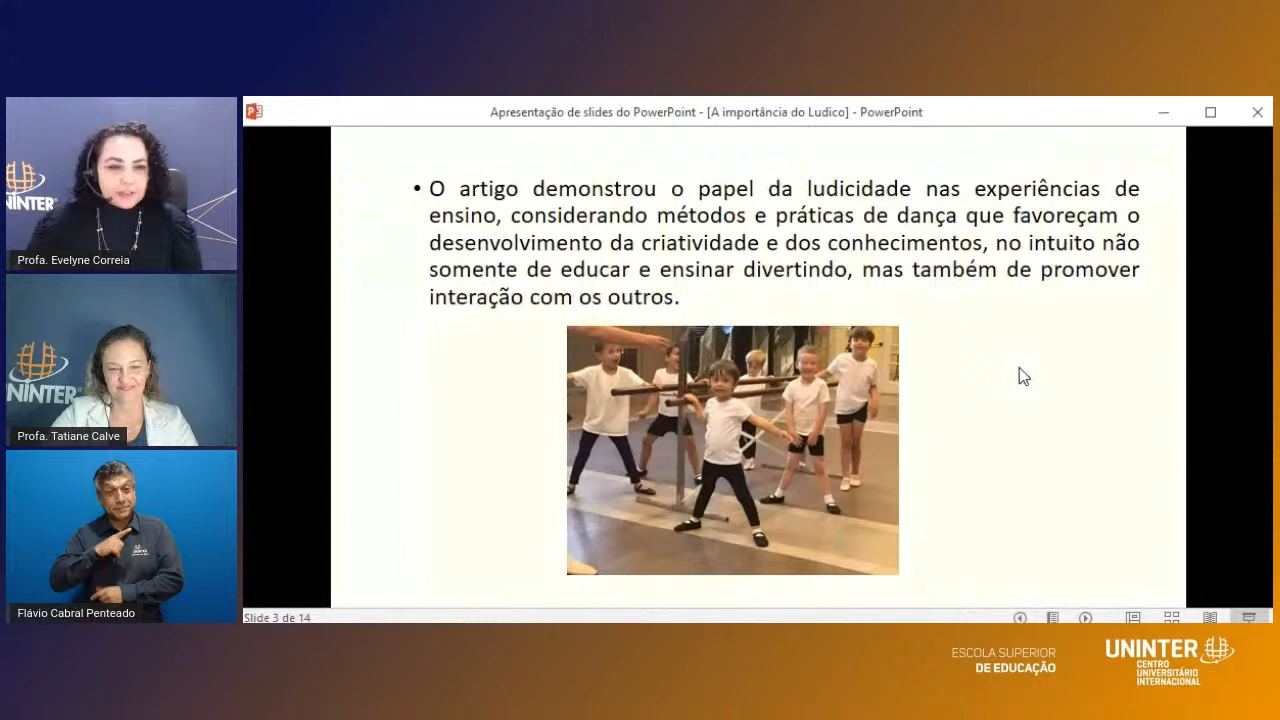 Apresentação de slides do PowerPoint - [A importância do Ludico] - PowerPoint
UNINTER
Profa. Evelyne Correia
UNINTER
Profa. Tatiane Calve
Flávio Cabral Penteado
• O artigo demonstrou o papel da ludicidade nas experiências de
ensino, considerando métodos e práticas de dança que favoreçam o
desenvolvimento da criatividade e dos conhecimentos, no intuito não
somente de educar e ensinar divertindo, mas também de promover
interação com os outros.
Slide 3 de 14
ESCOLA SUPERIOR
DE EDUCAÇÃO
UNINTER
CENTRO
UNIVERSITÁRIO
INTERNACIONAL